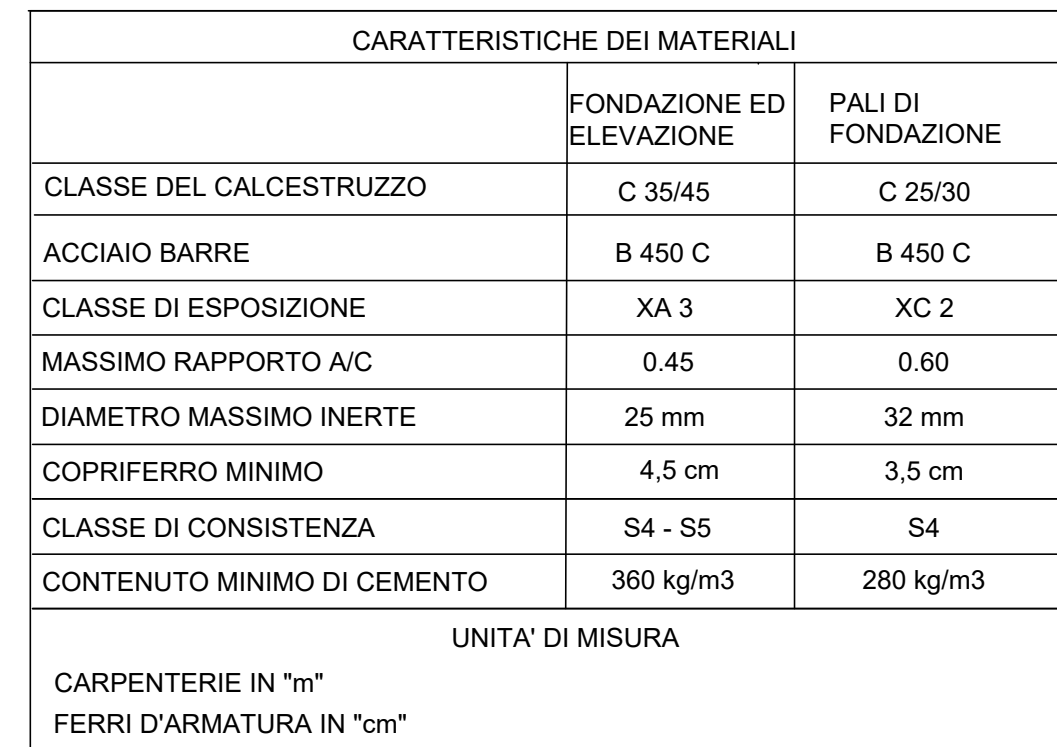 CARATTERISTICHE DEI MATERIALI
FONDAZIONE ED
ELEVAZIONE
PALI DI
FONDAZIONE
CLASSE DEL CALCESTRUZZO C 35/45 C 25/30
ACCIAIO BARRE B 450 C B 450 C
CLASSE DI ESPOSIZIONE XA 3 XC 2
MASSIMO RAPPORTO A/C 0.45 0.60
DIAMETRO MASSIMO INERTE 25 mm 32 mm
COPRIFERRO MINIMO 4,5 cm 3,5 cm
CLASSE DI CONSISTENZA S4 - S5 S4
CONTENUTO MINIMO DI CEMENTO 360 kg/m3 280 kg/m3
UNITA' DI MISURA
CARPENTERIE IN "m"
FERRI D'ARMATURA IN "cm"